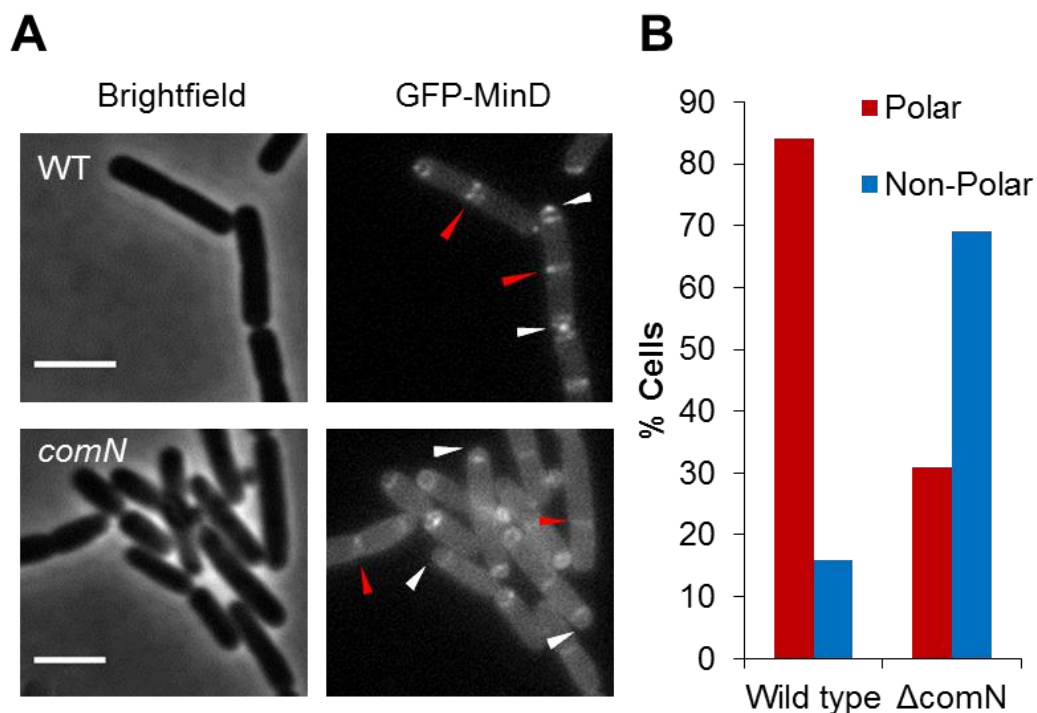 A
B
Brightfield
GFP-MinD
WT
comN
Polar
Non-Polar
90
80
70
60
50
40
30
20
10
0
% Cells
Wild type
ΔcomN